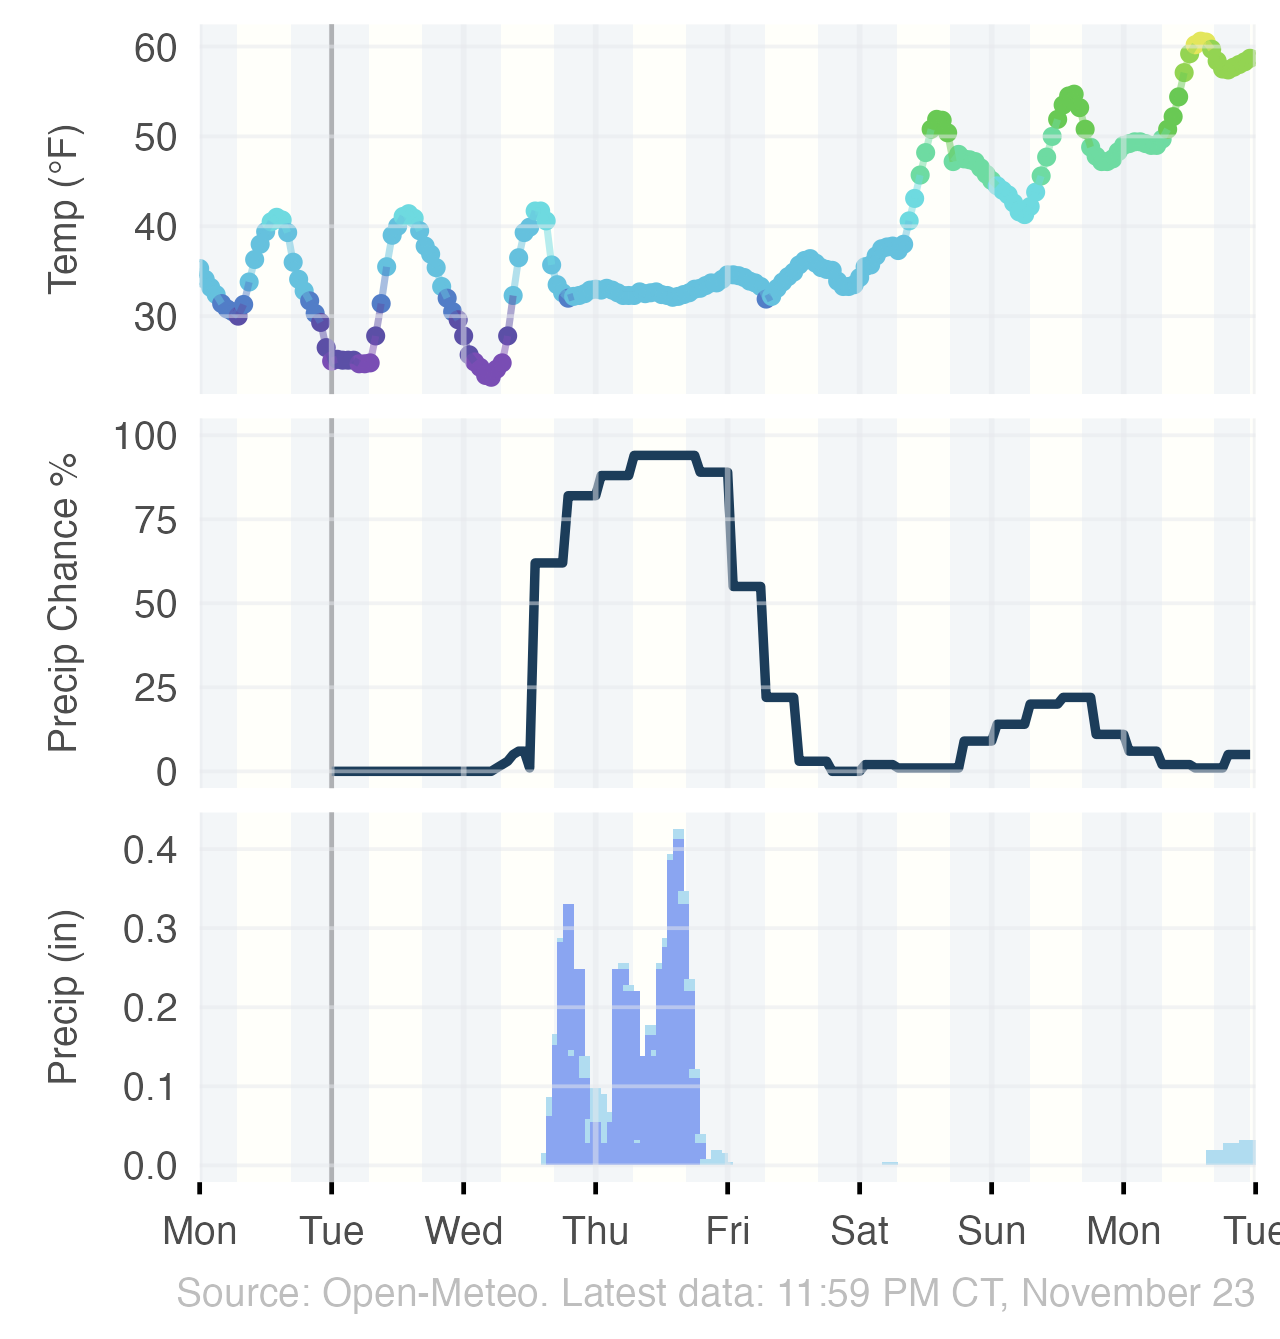 Temp (°F)
60
50
40
30
Precip Chance %
100
75
50
25
0
Precip (in)
0.4
0.3
0.2
0.1
0.0
Mon Tue Wed Thu Fri Sat Sun Mon Tue
Source: Open-Meteo. Latest data: 11:59 PM CT, November 23